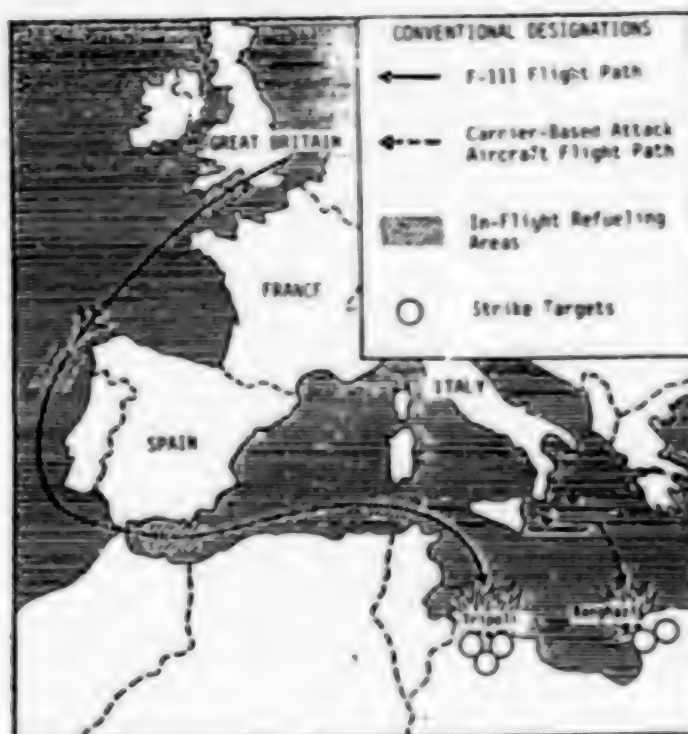 CONVENTIONAL DESIGNATIONS
F-111 Flight Path
Carrier-Based Attack
Aircraft Flight Path
In-Flight Refueling
Areas
Strike Targets
GREAT BRITAIN
FRANCE
ITALY
SPAIN
Tripoli
Benghazi